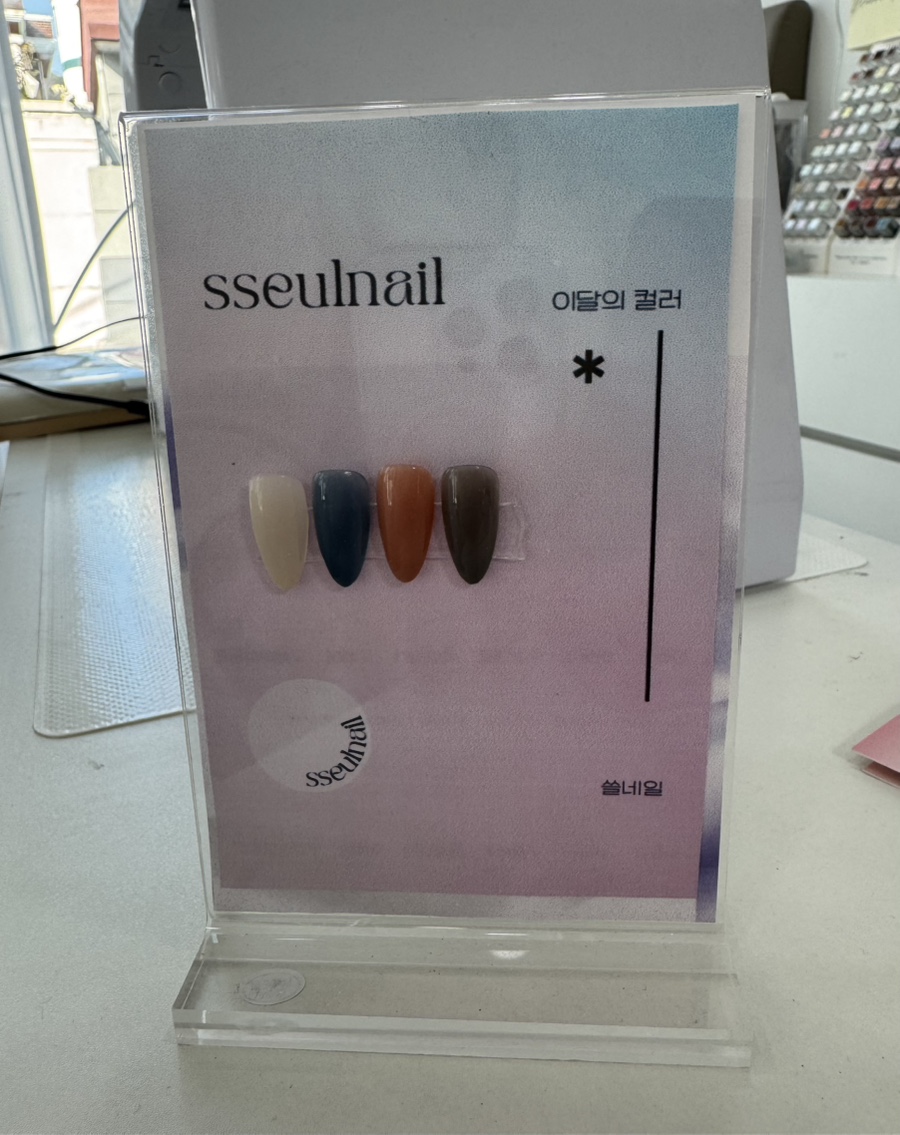 sseulnail
이달의 컬러
*
sseulnail
쓸네일